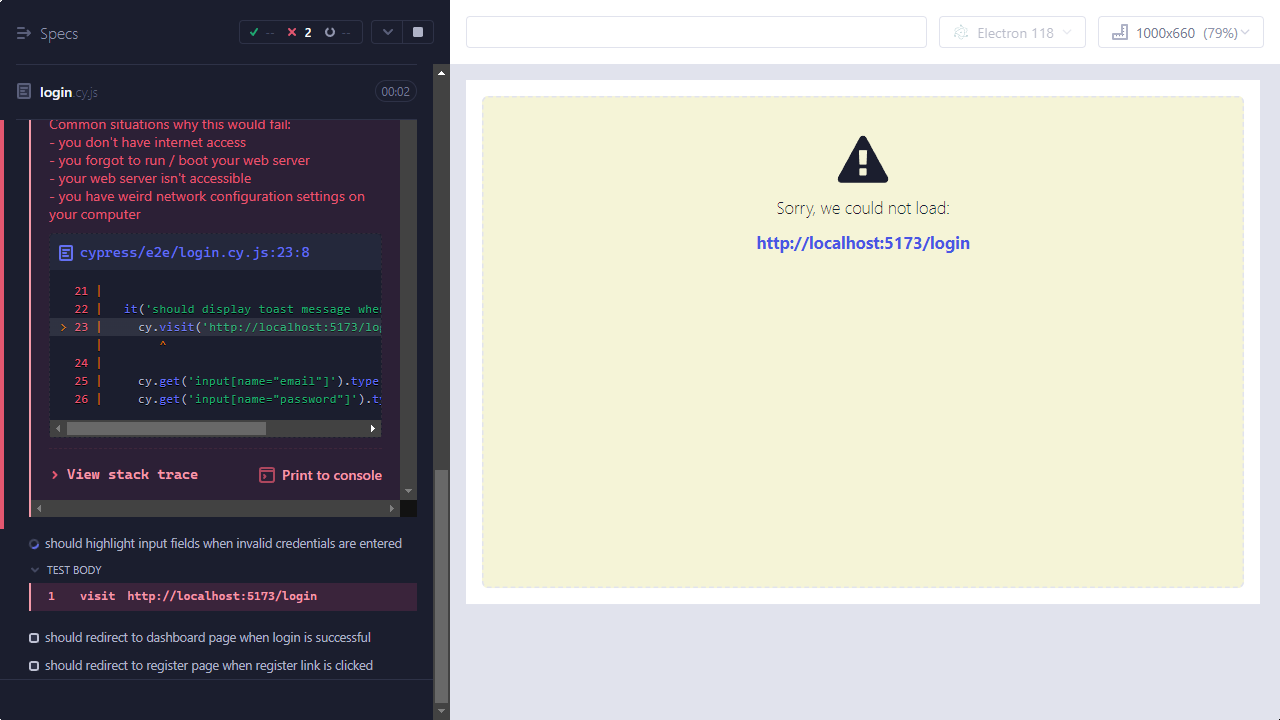 Specs
-- 2 --
Electron 118
1000x660 (79%)
login.cy.js
00:02
Common situations why this would fail:
- you don't have internet access
- you forgot to run / boot your web server
- your web server isn't accessible
- you have weird network configuration settings on
your computer
cypress/e2e/login.cy.js:23:8
21 |
22 | it('should display toast message when
> 23 | cy.visit('http://localhost:5173/log
| ^
24 |
25 | cy.get('input[name="email"]').type
26 | cy.get('input[name="password"]').ty
> View stack trace
Print to console
should highlight input fields when invalid credentials are entered
TEST BODY
1 visit http://localhost:5173/login
should redirect to dashboard page when login is successful
should redirect to register page when register link is clicked
Sorry, we could not load:
http://localhost:5173/login